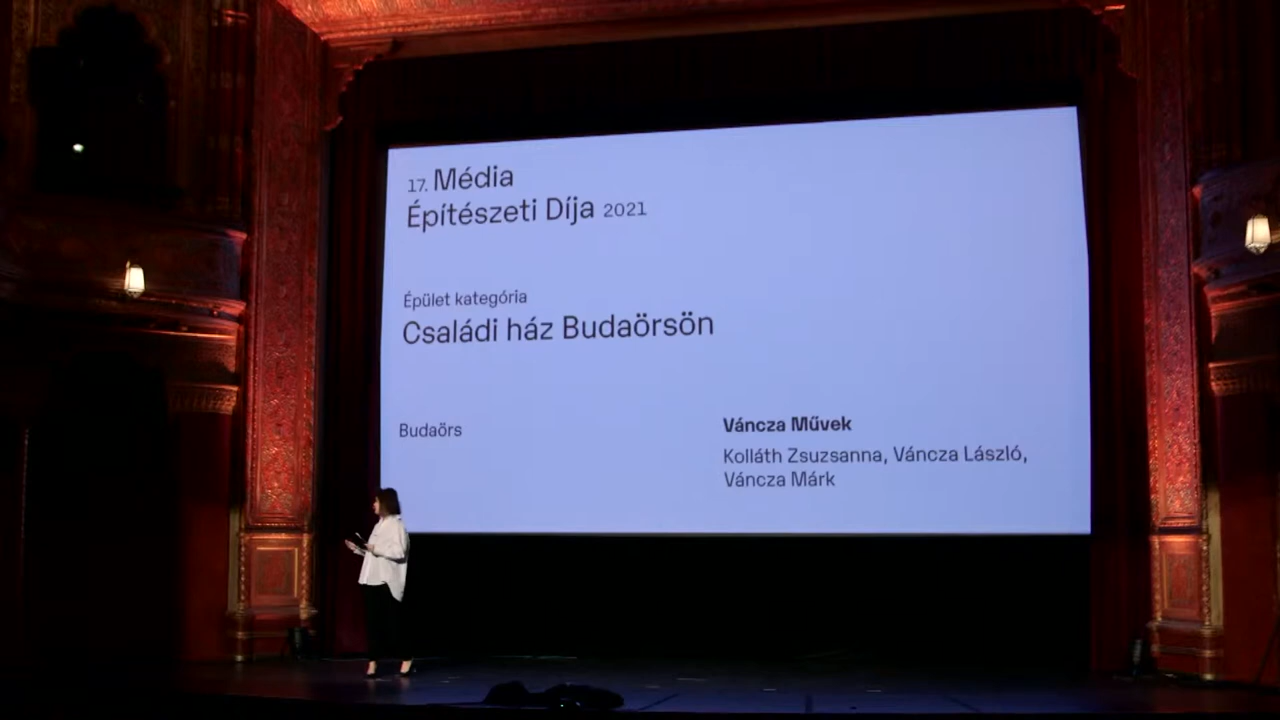 17. Média
Építészeti Díja 2021
Épület kategória
Családi ház Budaörsön
Budaörs
Váncza Művek
Kolláth Zsuzsanna, Váncza László,
Váncza Márk